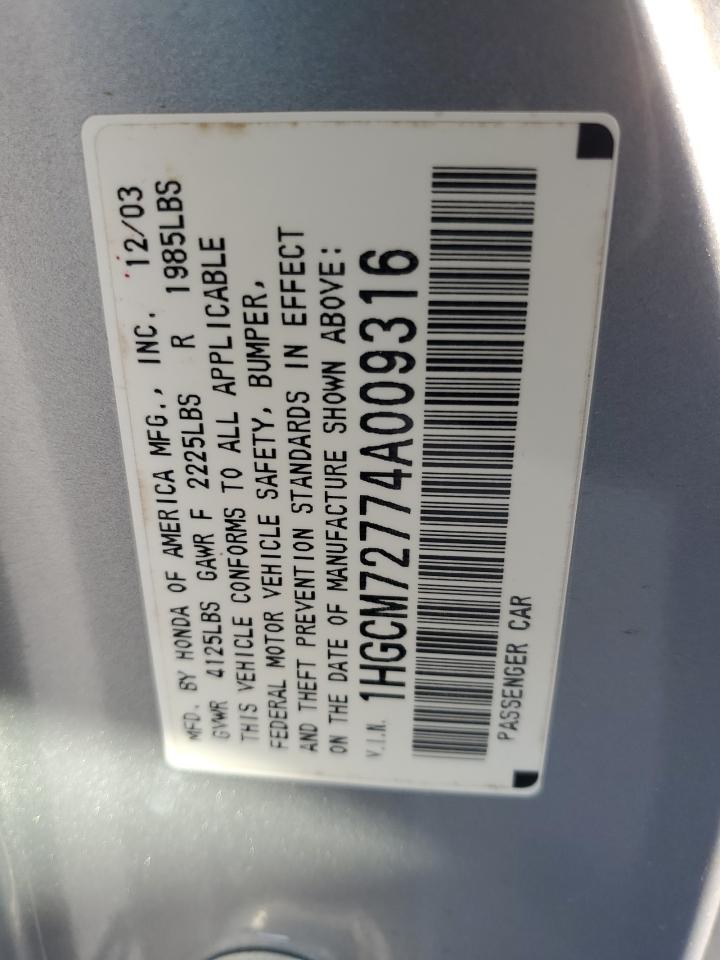 MFD. BY HONDA OF AMERICA MFG., INC. 12/03
GVWR 4125LBS GAWR F 2225LBS R 1985LBS
THIS VEHICLE CONFORMS TO ALL APPLICABLE
FEDERAL MOTOR VEHICLE SAFETY, BUMPER,
AND THEFT PREVENTION STANDARDS IN EFFECT
ON THE DATE OF MANUFACTURE SHOWN ABOVE:
V.I.N. 1HGCM72774A009316
PASSENGER CAR